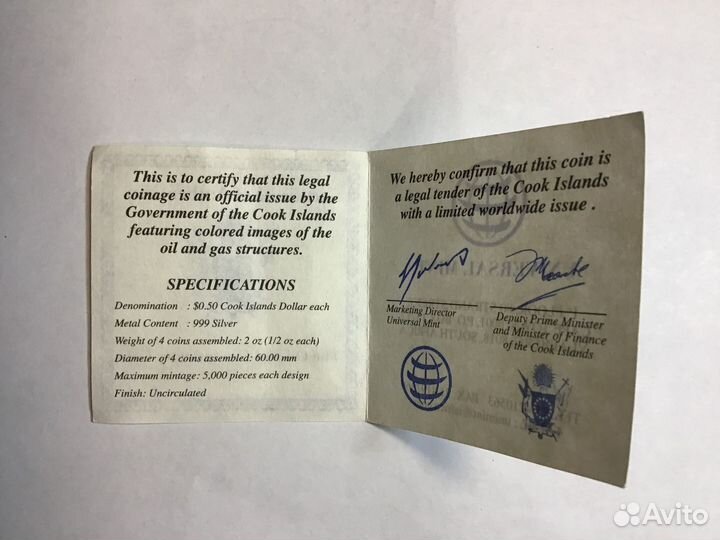 This is to certify that this legal
coinage is an official issue by the
Government of the Cook Islands
featuring colored images of the
oil and gas structures.
SPECIFICATIONS
Denomination : $0.50 Cook Islands Dollar each
Metal Content : 999 Silver
Weight of 4 coins assembled: 2 oz (1/2 oz each)
Diameter of 4 coins assembled: 60.00 mm
Maximum mintage: 5,000 pieces each design
Finish: Uncirculated
We hereby confirm that this coin is
a legal tender of the Cook Islands
with a limited worldwide issue .
Marketing Director
Universal Mint
Deputy Prime Minister
and Minister of Finance
of the Cook Islands
Avito